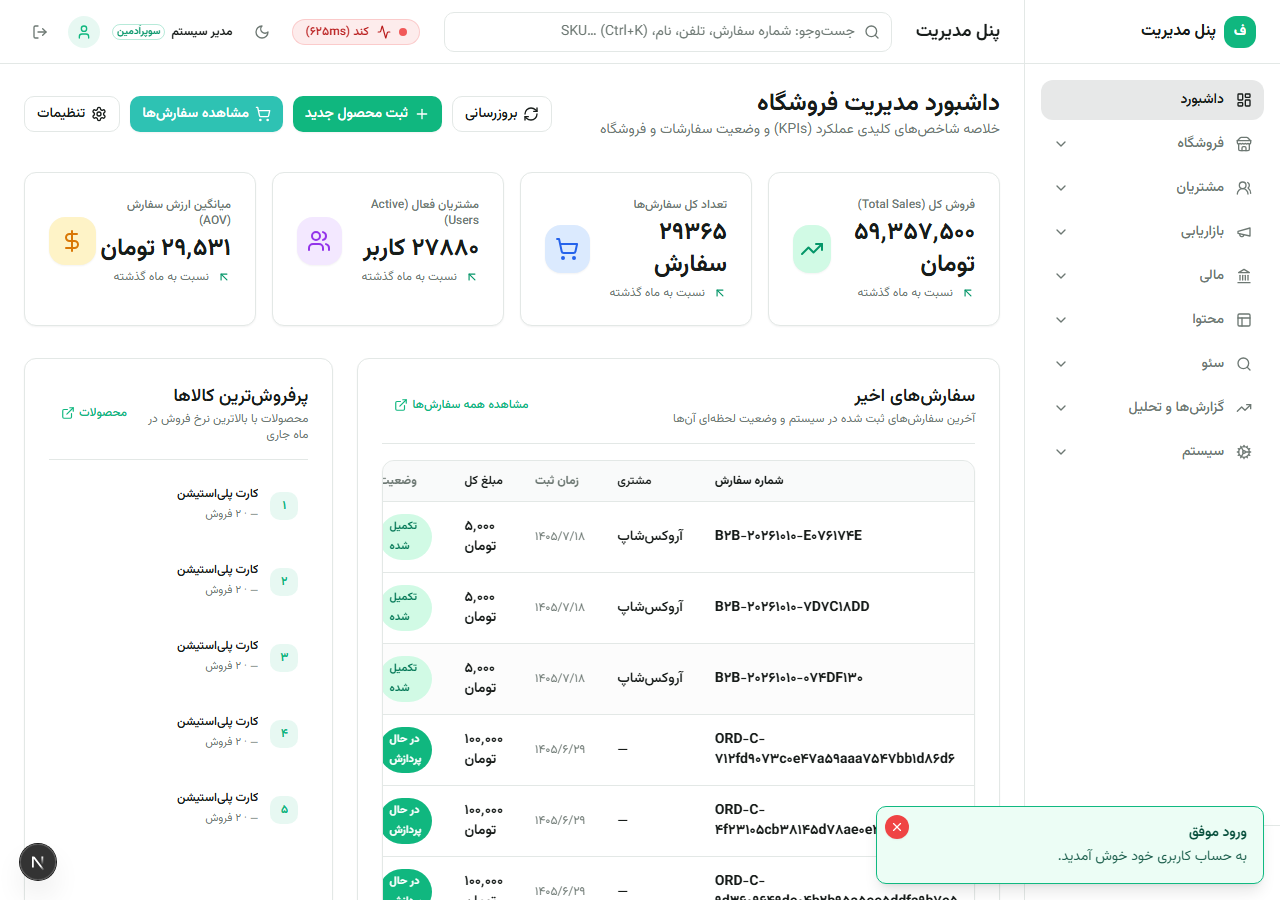 ف
پنل مدیریت
داشبورد
فروشگاه
مشتریان
بازاریابی
مالی
محتوا
سئو
گزارش‌ها و تحلیل
سیستم
پنل مدیریت
جست‌وجو: شماره سفارش، تلفن، نام، SKU... (Ctrl+K)
کند (۶۲۵ms)
مدیر سیستم
سوپرادمین
داشبورد مدیریت فروشگاه
خلاصه شاخص‌های کلیدی عملکرد (KPIs) و وضعیت سفارشات و فروشگاه
بروزرسانی
ثبت محصول جدید
مشاهده سفارش‌ها
تنظیمات
فروش کل (Total Sales)
۵۹,۳۵۷,۵۰۰
تومان
نسبت به ماه گذشته
تعداد کل سفارش‌ها
۲۹۳۶۵
سفارش
نسبت به ماه گذشته
مشتریان فعال (Active
Users)
۲۷۸۸۰ کاربر
نسبت به ماه گذشته
میانگین ارزش سفارش
(AOV)
۲۹,۵۳۱ تومان
نسبت به ماه گذشته
سفارش‌های اخیر
آخرین سفارش‌های ثبت شده در سیستم و وضعیت لحظه‌ای آن‌ها
مشاهده همه سفارش‌ها
شماره سفارش
مشتری
زمان ثبت
مبلغ کل
وضعیت
B۲B-۲۰۲۶۱۰۱۰-E۰۷۶۱۷۴E
آروکس‌شاپ
۱۴۰۵/۷/۱۸
۵,۰۰۰
تومان
تکمیل
شده
B۲B-۲۰۲۶۱۰۱۰-۷D۷C۱۸DD
آروکس‌شاپ
۱۴۰۵/۷/۱۸
۵,۰۰۰
تومان
تکمیل
شده
B۲B-۲۰۲۶۱۰۱۰-۰۷۴DF۱۳۰
آروکس‌شاپ
۱۴۰۵/۷/۱۸
۵,۰۰۰
تومان
تکمیل
شده
ORD-C-
۷۱۲fd۹۰۷۳c۰e۴۷a۵۹aaa۷۵۴۷bb۱d۸۶d۶
—
۱۴۰۵/۶/۲۹
۱۰۰,۰۰۰
تومان
در حال
پردازش
ORD-C-
—
۱۴۰۵/۶/۲۹
۱۰۰,۰۰۰
تومان
در حال
پردازش
ORD-C-
—
۱۴۰۵/۶/۲۹
۱۰۰,۰۰۰
در حال
پرفروش‌ترین کالاها
محصولات با بالاترین نرخ فروش در
ماه جاری
محصولات
۱
کارت پلی‌استیشن
— · ۲۰ فروش
۲
کارت پلی‌استیشن
— · ۲۰ فروش
۳
کارت پلی‌استیشن
— · ۲۰ فروش
۴
کارت پلی‌استیشن
— · ۲۰ فروش
۵
کارت پلی‌استیشن
— · ۲۰ فروش
ورود موفق
به حساب کاربری خود خوش آمدید.
N